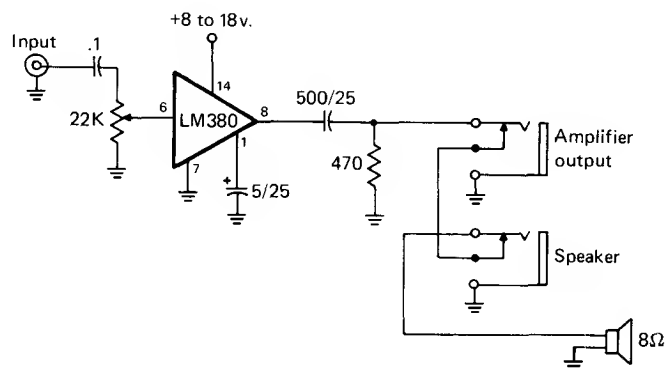 +8 to 18v.
Input
.1
14
22K
6
LM380
8
500/25
1
7
+
5/25
470
Amplifier
output
Speaker
8Ω